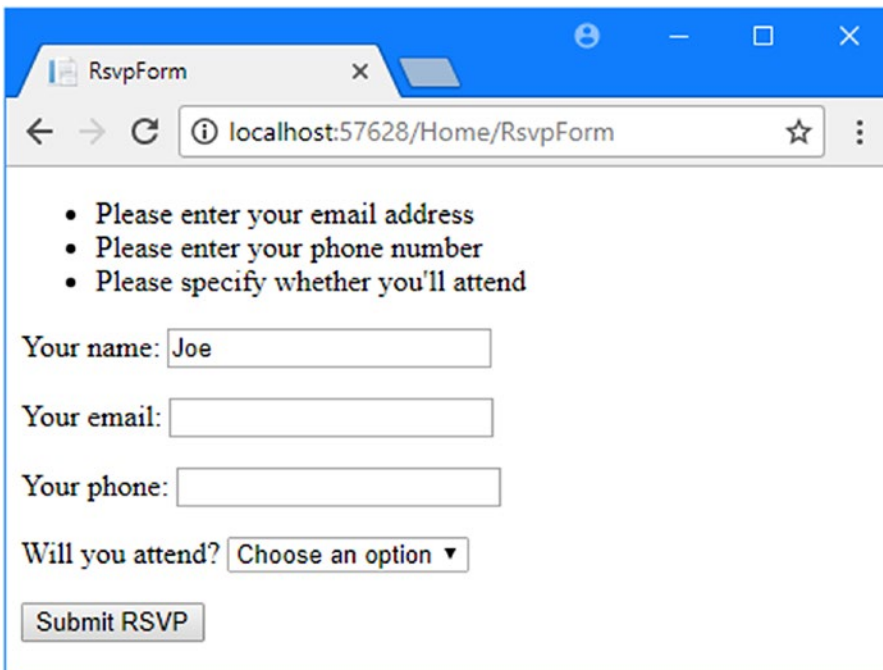 RsvpForm
localhost:57628/Home/RsvpForm
Please enter your email address
Please enter your phone number
Please specify whether you'll attend
Your name: Joe
Your email:
Your phone:
Will you attend? Choose an option
Submit RSVP